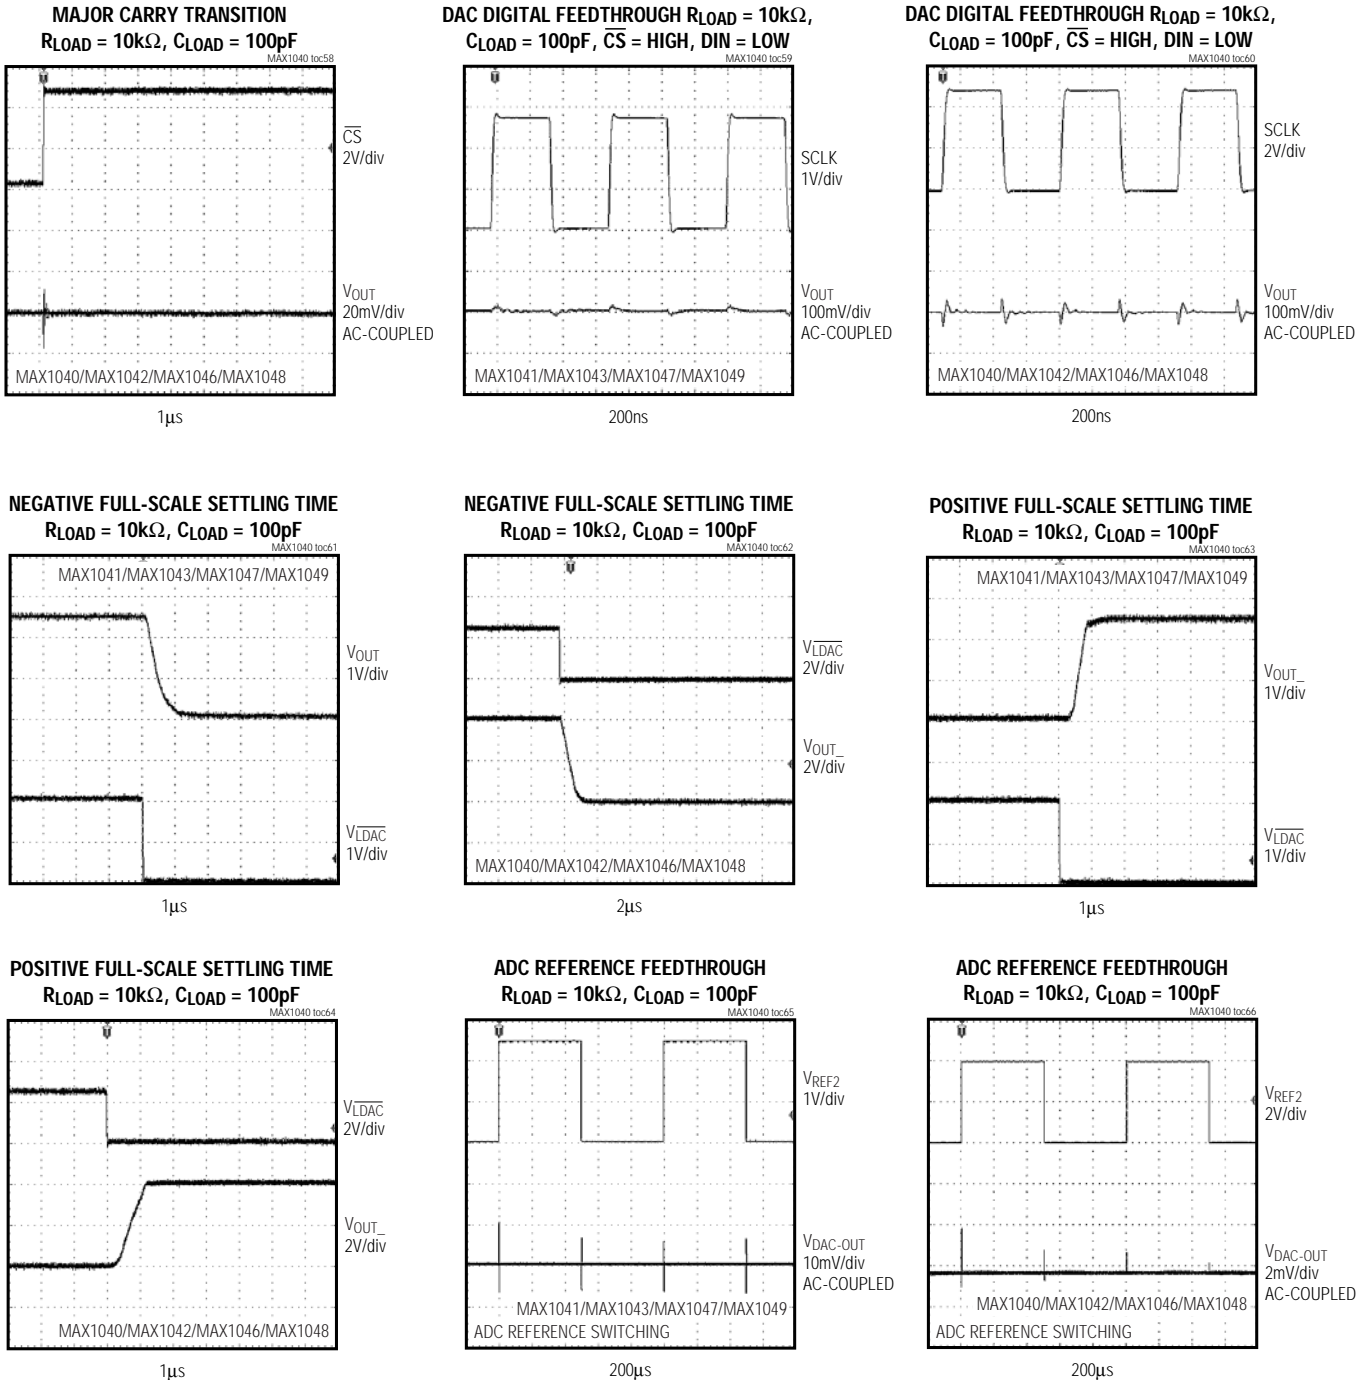 MAJOR CARRY TRANSITION
RLOAD = 10kΩ, CLOAD = 100pF
MAX1040 toc58
CS
2V/div
VOUT
20mV/div
AC-COUPLED
MAX1040/MAX1042/MAX1046/MAX1048
1µs
DAC DIGITAL FEEDTHROUGH RLOAD = 10kΩ,
CLOAD = 100pF, CS = HIGH, DIN = LOW
MAX1040 toc59
SCLK
1V/div
VOUT
100mV/div
AC-COUPLED
MAX1041/MAX1043/MAX1047/MAX1049
200ns
DAC DIGITAL FEEDTHROUGH RLOAD = 10kΩ,
CLOAD = 100pF, CS = HIGH, DIN = LOW
MAX1040 toc60
SCLK
2V/div
VOUT
100mV/div
AC-COUPLED
MAX1040/MAX1042/MAX1046/MAX1048
200ns
NEGATIVE FULL-SCALE SETTLING TIME
RLOAD = 10kΩ, CLOAD = 100pF
MAX1040 toc61
MAX1041/MAX1043/MAX1047/MAX1049
VOUT
1V/div
VLDAC
1V/div
1µs
NEGATIVE FULL-SCALE SETTLING TIME
RLOAD = 10kΩ, CLOAD = 100pF
MAX1040 toc62
VLDAC
2V/div
VOUT_
2V/div
MAX1040/MAX1042/MAX1046/MAX1048
2µs
POSITIVE FULL-SCALE SETTLING TIME
RLOAD = 10kΩ, CLOAD = 100pF
MAX1040 toc63
MAX1041/MAX1043/MAX1047/MAX1049
VOUT_
1V/div
VLDAC
1V/div
1µs
POSITIVE FULL-SCALE SETTLING TIME
RLOAD = 10kΩ, CLOAD = 100pF
MAX1040 toc64
VLDAC
2V/div
VOUT_
2V/div
MAX1040/MAX1042/MAX1046/MAX1048
1µs
ADC REFERENCE FEEDTHROUGH
RLOAD = 10kΩ, CLOAD = 100pF
MAX1040 toc65
VREF2
1V/div
VDAC-OUT
10mV/div
AC-COUPLED
MAX1041/MAX1043/MAX1047/MAX1049
ADC REFERENCE SWITCHING
200µs
ADC REFERENCE FEEDTHROUGH
RLOAD = 10kΩ, CLOAD = 100pF
MAX1040 toc66
VREF2
2V/div
VDAC-OUT
2mV/div
AC-COUPLED
MAX1040/MAX1042/MAX1046/MAX1048
ADC REFERENCE SWITCHING
200µs